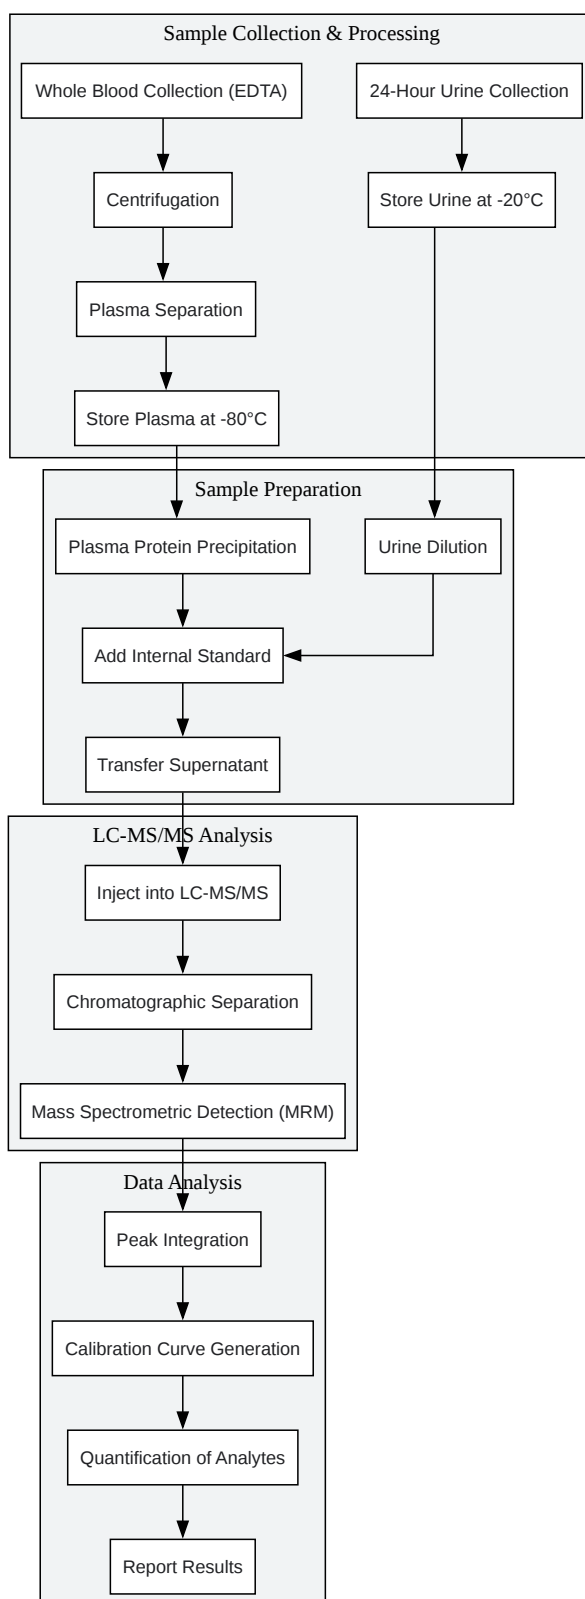 Sample Collection & Processing
Whole Blood Collection (EDTA)
24-Hour Urine Collection
Centrifugation
Store Urine at -20°C
Plasma Separation
Store Plasma at -80°C
Sample Preparation
Plasma Protein Precipitation
Urine Dilution
Add Internal Standard
Transfer Supernatant
LC-MS/MS Analysis
Inject into LC-MS/MS
Chromatographic Separation
Mass Spectrometric Detection (MRM)
Data Analysis
Peak Integration
Calibration Curve Generation
Quantification of Analytes
Report Results